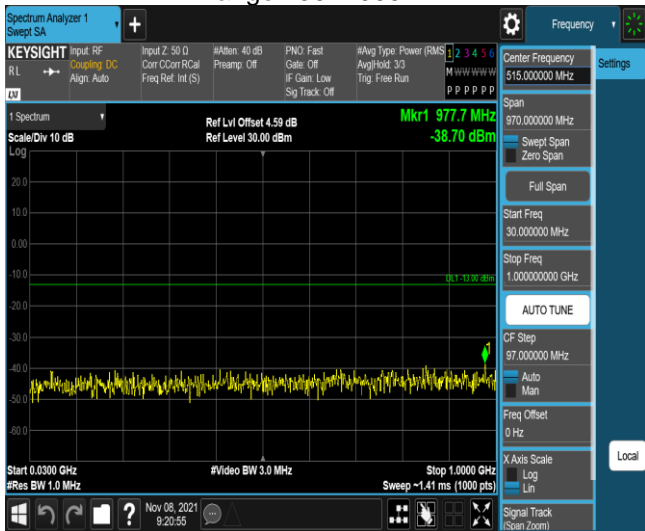 Spectrum Analyzer 1
Swept SA
Frequency
KEYSIGHT
RL
LXI
Input: RF
Coupling: DC
Align: Auto
Input Z: 50 Ω
Corr CCorr RCal
Freq Ref: Int (S)
#Atten: 40 dB
Preamp: Off
PNO: Fast
Gate: Off
IF Gain: Low
Sig Track: Off
#Avg Type: Power (RMS
Avg|Hold: 3/3
Trig: Free Run
1 2 3 4 5 6
M W W W W W
P P P P P P
1 Spectrum
Scale/Div 10 dB
Log
Ref Lvl Offset 4.59 dB
Ref Level 30.00 dBm
Mkr1 977.7 MHz
-38.70 dBm
20.0
10.0
0.00
-10.0
DL1 -13.00 dBm
-20.0
-30.0
1
-40.0
-50.0
-60.0
Start 0.0300 GHz
#Res BW 1.0 MHz
#Video BW 3.0 MHz
Stop 1.0000 GHz
Sweep ~1.41 ms (1000 pts)
Nov 08, 2021
9:20:55
Center Frequency
515.000000 MHz
Settings
Span
970.000000 MHz
Swept Span
Zero Span
Full Span
Start Freq
30.000000 MHz
Stop Freq
1.000000000 GHz
AUTO TUNE
CF Step
97.000000 MHz
Auto
Man
Freq Offset
0 Hz
X Axis Scale
Log
Lin
Local
Signal Track
(Span Zoom)